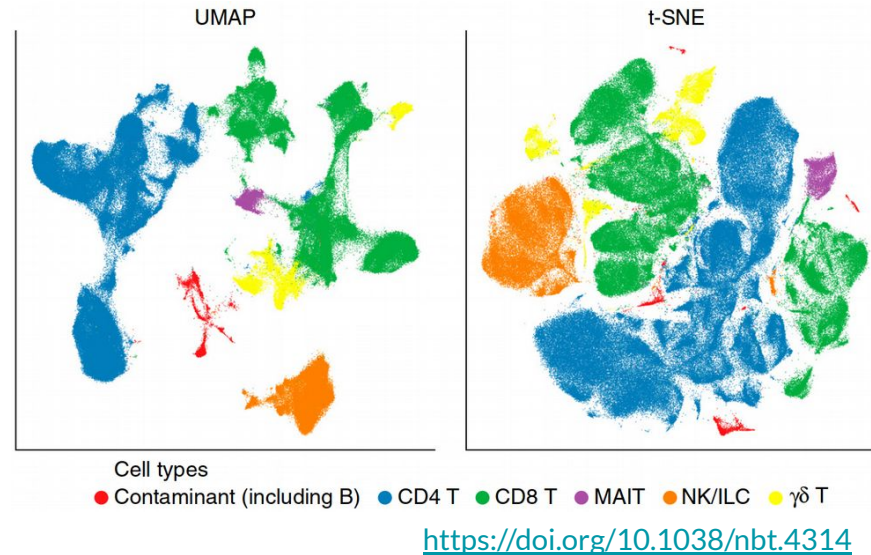 UMAP
t-SNE
Cell types
Contaminant (including B) CD4 T CD8 T MAIT NK/ILC γδ T
https://doi.org/10.1038/nbt.4314